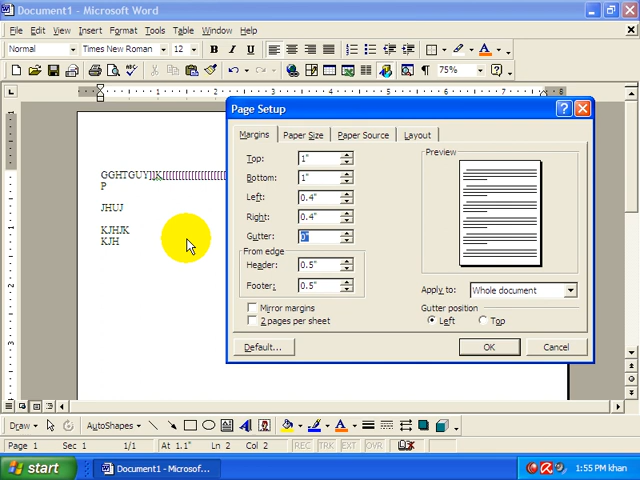 Document1 - Microsoft Word
File Edit View Insert Format Tools Table Window Help
Normal Times New Roman 12 B I U A
75%
Page Setup
Margins Paper Size Paper Source Layout
Top: 1"
Bottom: 1"
Left: 0.4"
Right: 0.4"
Gutter: 0"
From edge
Header: 0.5"
Footer: 0.5"
Mirror margins
2 pages per sheet
Preview
Apply to: Whole document
Gutter position
Left Top
Default... OK Cancel
P
JHUJ
KJHJK
KJH
Draw AutoShapes
Page 1 Sec 1 1/1 At 1.1" Ln 2 Col 2 REC TRK EXT OVR
start Document1 - Microsof... 1:55 PM khan